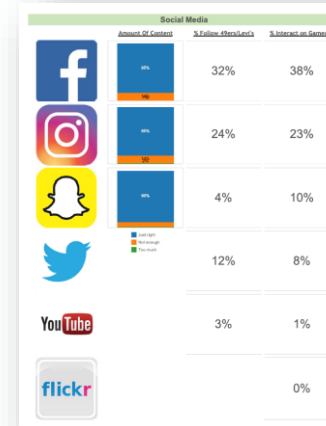 Social Media
Amount Of Content % Follow 49ers/Levi's % Interact on Game
f 32% 38%
24% 23%
4% 10%
Just right
Not enough
Too much
12% 8%
YouTube 3% 1%
flickr 0%